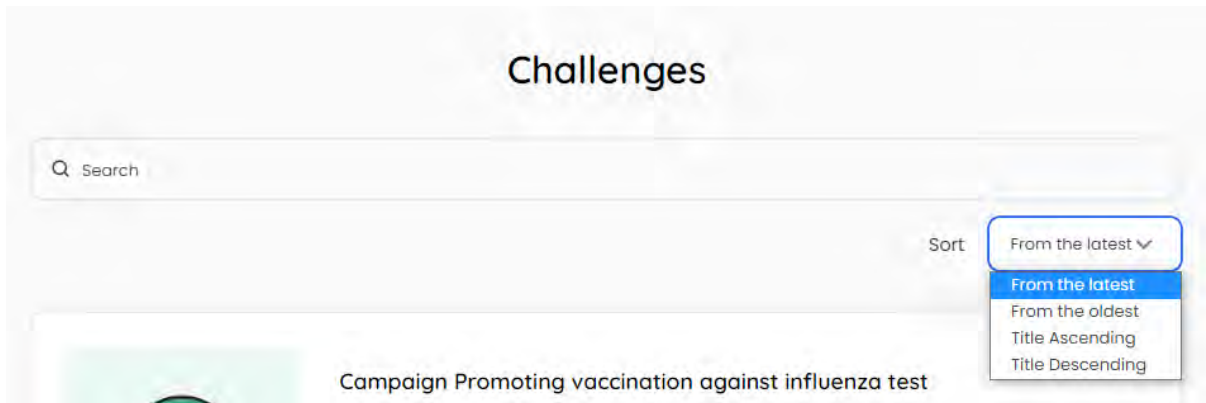 Challenges
Search
Sort
From the latest
From the latest
From the oldest
Title Ascending
Title Descending
Campaign Promoting vaccination against influenza test